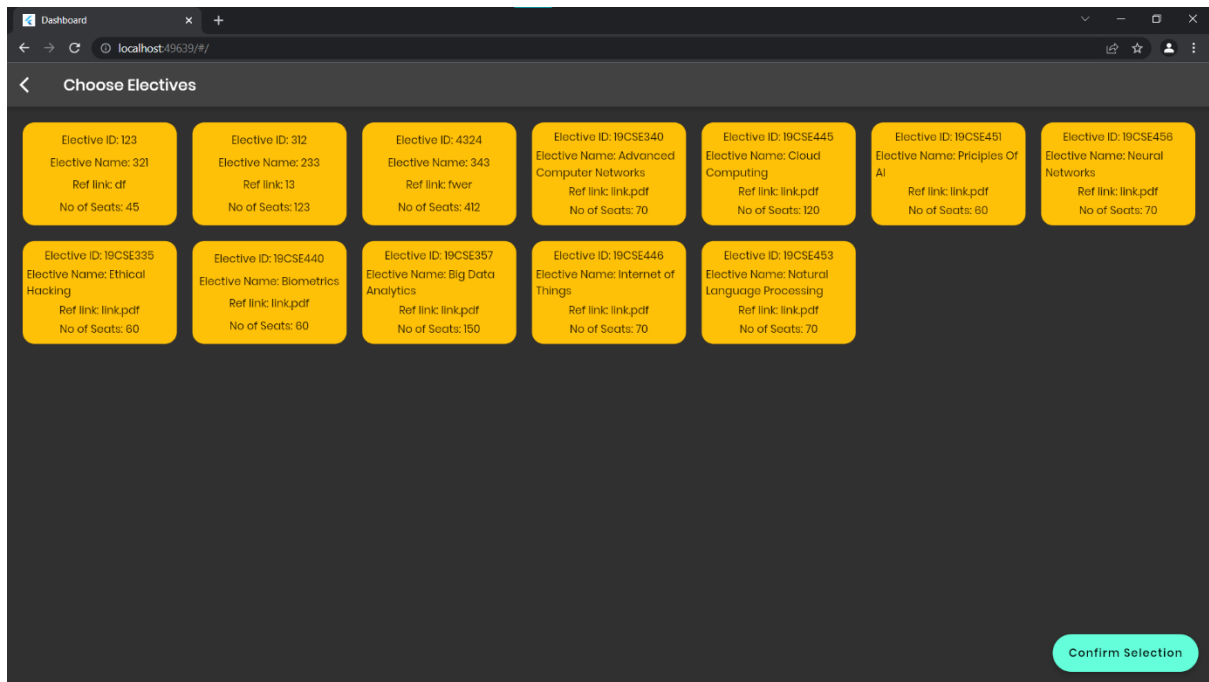 Dashboard
localhost:49639/#/
Choose Electives
Elective ID: 123
Elective Name: 321
Ref link: df
No of Seats: 45
Elective ID: 312
Elective Name: 233
Ref link: 13
No of Seats: 123
Elective ID: 4324
Elective Name: 343
Ref link: fwer
No of Seats: 412
Elective ID: 19CSE340
Elective Name: Advanced
Computer Networks
Ref link: link.pdf
No of Seats: 70
Elective ID: 19CSE445
Elective Name: Cloud
Computing
Ref link: link.pdf
No of Seats: 120
Elective ID: 19CSE451
Elective Name: Priciples Of
AI
Ref link: link.pdf
No of Seats: 60
Elective ID: 19CSE456
Elective Name: Neural
Networks
Ref link: link.pdf
No of Seats: 70
Elective ID: 19CSE335
Elective Name: Ethical
Hacking
Ref link: link.pdf
No of Seats: 60
Elective ID: 19CSE440
Elective Name: Biometrics
Ref link: link.pdf
No of Seats: 60
Elective ID: 19CSE357
Elective Name: Big Data
Analytics
Ref link: link.pdf
No of Seats: 150
Elective ID: 19CSE446
Elective Name: Internet of
Things
Ref link: link.pdf
No of Seats: 70
Elective ID: 19CSE453
Elective Name: Natural
Language Processing
Ref link: link.pdf
No of Seats: 70
Confirm Selection